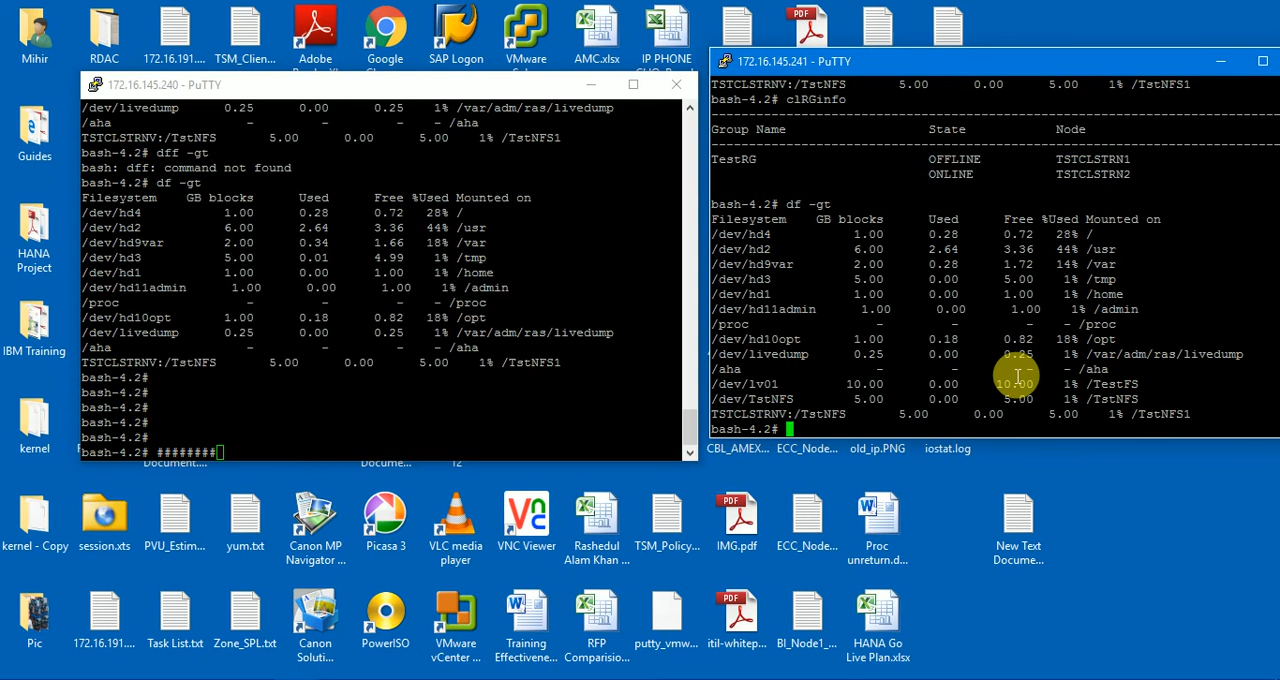 Mihir
RDAC
172.16.191....
TSM_Clien...
Adobe
Google
SAP Logon
VMware
AMC.xlsx
IP PHONE
PDF
Guides
HANA
Project
IBM Training
kernel
172.16.145.240 - PuTTY
/dev/livedump 0.25 0.00 0.25 1% /var/adm/ras/livedump
/aha - - - - /aha
TSTCLSTRNV:/TstNFS 5.00 0.00 5.00 1% /TstNFS1
bash-4.2# dff -gt
bash: dff: command not found
bash-4.2# df -gt
Filesystem GB blocks Used Free %Used Mounted on
/dev/hd4 1.00 0.28 0.72 28% /
/dev/hd2 6.00 2.64 3.36 44% /usr
/dev/hd9var 2.00 0.34 1.66 18% /var
/dev/hd3 5.00 0.01 4.99 1% /tmp
/dev/hd1 1.00 0.00 1.00 1% /home
/dev/hd11admin 1.00 0.00 1.00 1% /admin
/proc - - - - /proc
/dev/hd10opt 1.00 0.18 0.82 18% /opt
/dev/livedump 0.25 0.00 0.25 1% /var/adm/ras/livedump
/aha - - - - /aha
TSTCLSTRNV:/TstNFS 5.00 0.00 5.00 1% /TstNFS1
bash-4.2#
bash-4.2#
bash-4.2#
bash-4.2#
bash-4.2#
bash-4.2# ########
172.16.145.241 - PuTTY
TSTCLSTRNV:/TstNFS 5.00 0.00 5.00 1% /TstNFS1
bash-4.2# clRGinfo
-----------------------------------------------------------------------------
Group Name State Node
-----------------------------------------------------------------------------
TestRG OFFLINE TSTCLSTRN1
ONLINE TSTCLSTRN2
bash-4.2# df -gt
Filesystem GB blocks Used Free %Used Mounted on
/dev/hd4 1.00 0.28 0.72 28% /
/dev/hd2 6.00 2.64 3.36 44% /usr
/dev/hd9var 2.00 0.28 1.72 14% /var
/dev/hd3 5.00 0.00 5.00 1% /tmp
/dev/hd1 1.00 0.00 1.00 1% /home
/dev/hd11admin 1.00 0.00 1.00 1% /admin
/proc - - - - /proc
/dev/hd10opt 1.00 0.18 0.82 18% /opt
/dev/livedump 0.25 0.00 0.25 1% /var/adm/ras/livedump
/aha - - - - /aha
/dev/lv01 10.00 0.00 10.00 1% /TestFS
/dev/TstNFS 5.00 0.00 5.00 1% /TstNFS
TSTCLSTRNV:/TstNFS 5.00 0.00 5.00 1% /TstNFS1
bash-4.2#
Document...
Docume...
12
CBL_AMEX...
ECC_Node...
old_ip.PNG
iostat.log
kernel - Copy
session.xts
PVU_Estim...
yum.txt
Canon MP
Navigator ...
Picasa 3
VLC media
player
VNC Viewer
Rashedul
Alam Khan ...
TSM_Policy...
PDF
IMG.pdf
ECC_Node...
Proc
unreturn.d...
New Text
Docume...
Pic
172.16.191....
Task List.txt
Zone_SPL.txt
Canon
Soluti...
PowerISO
VMware
vCenter ...
Training
Effectivene...
RFP
Comparision...
putty_vmw...
PDF
itil-whitep...
BI_Node1_...
HANA Go
Live Plan.xlsx